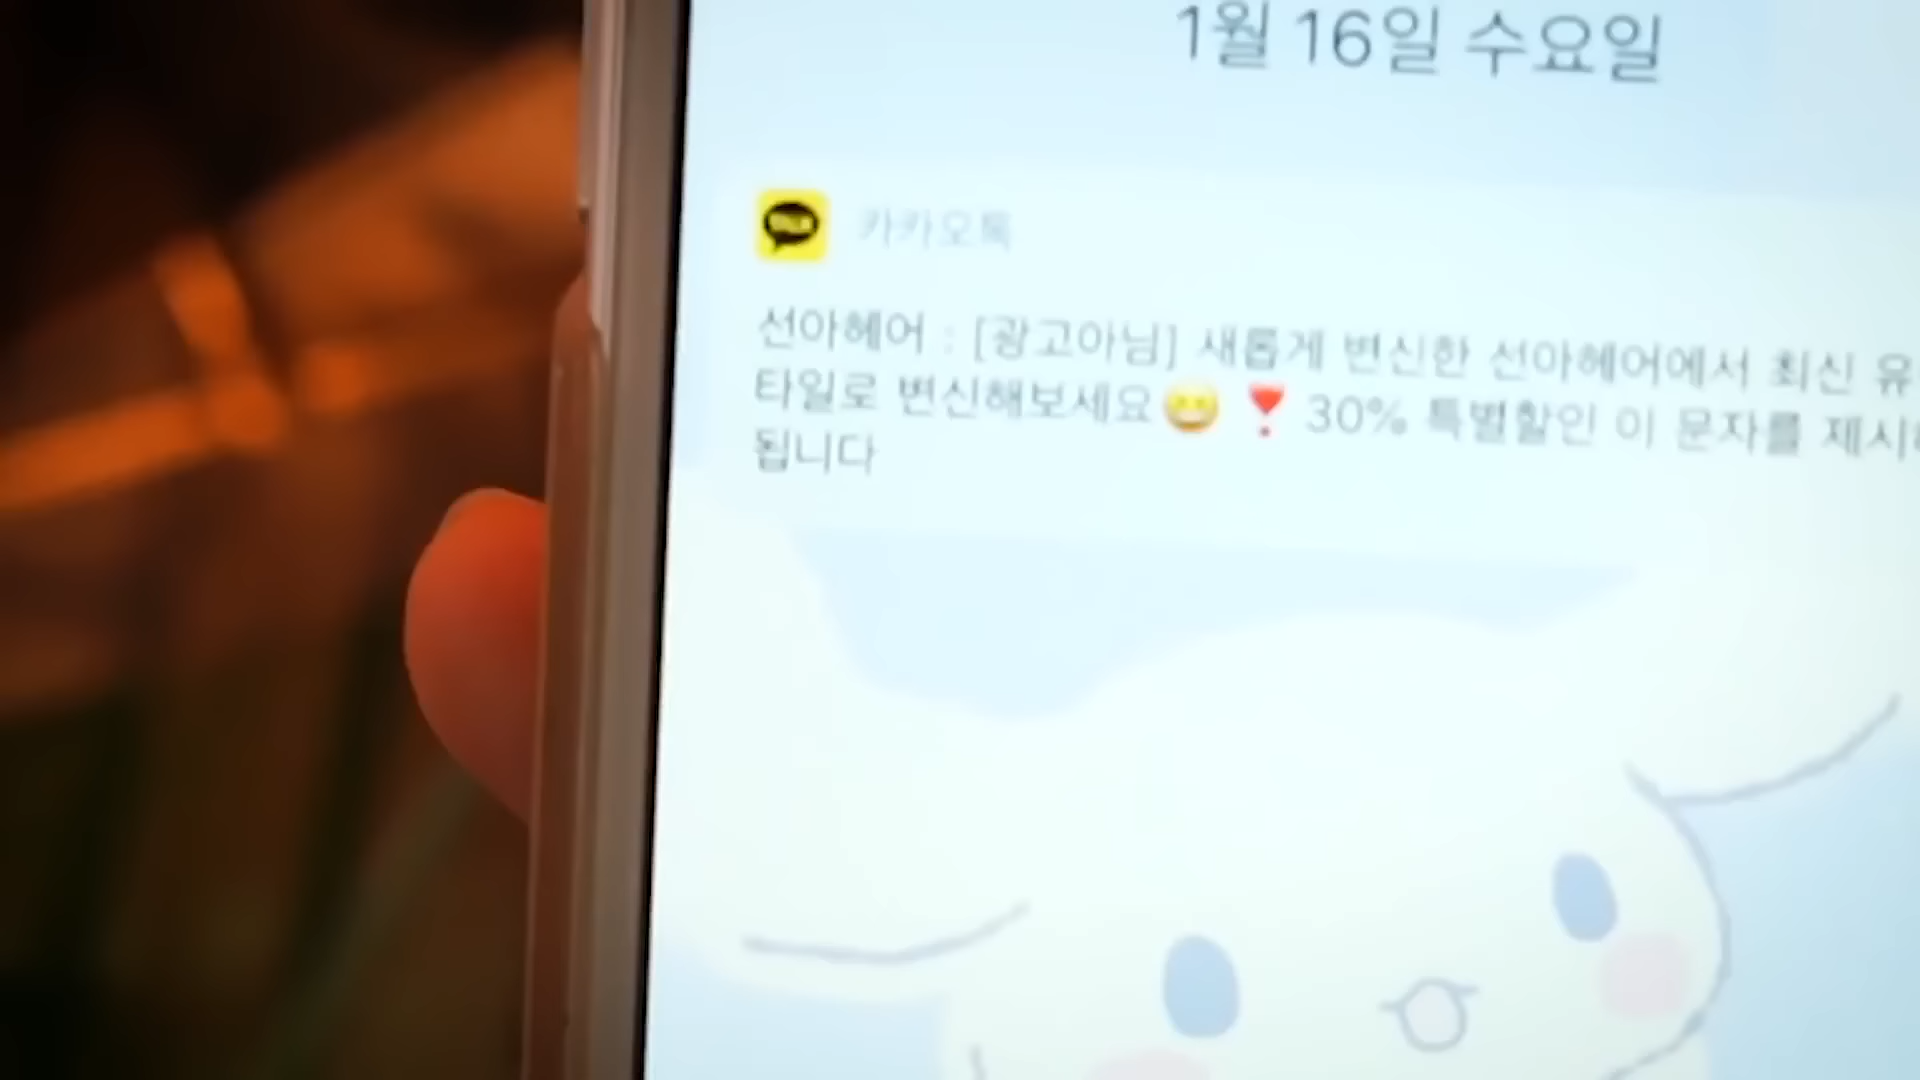 1월 16일 수요일
TALK
카카오톡
선아헤어 : [광고아님] 새롭게 변신한 선아헤어에서 최신 유
타일로 변신해보세요😄 ❣ 30% 특별할인 이 문자를 제시
됩니다